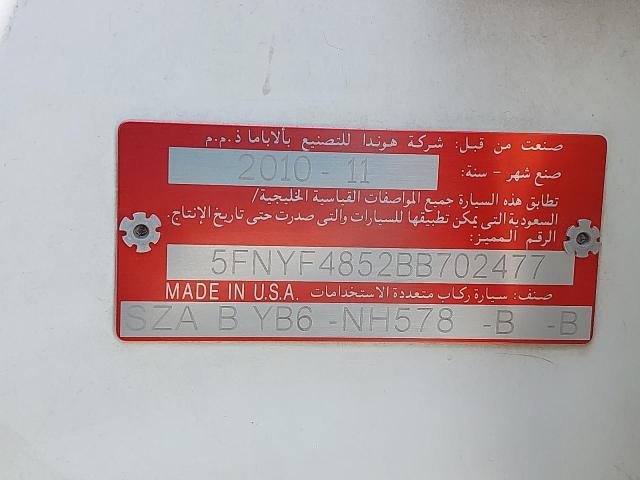 صنعت من قبل: شركة هوندا للتصنيع بألاباما ذ.م.م
صنع شهر - سنة: 2010 - 11
تطابق هذه السيارة جميع المواصفات القياسية الخليجية/
السعودية التى يمكن تطبيقها للسيارات والتى صدرت حتى تاريخ الإنتاج.
الرقم المميز:
5FNYF4852BB702477
صنف: سيارة ركاب متعددة الاستخدامات MADE IN U.S.A.
SZA B YB6 -NH578 -B -B